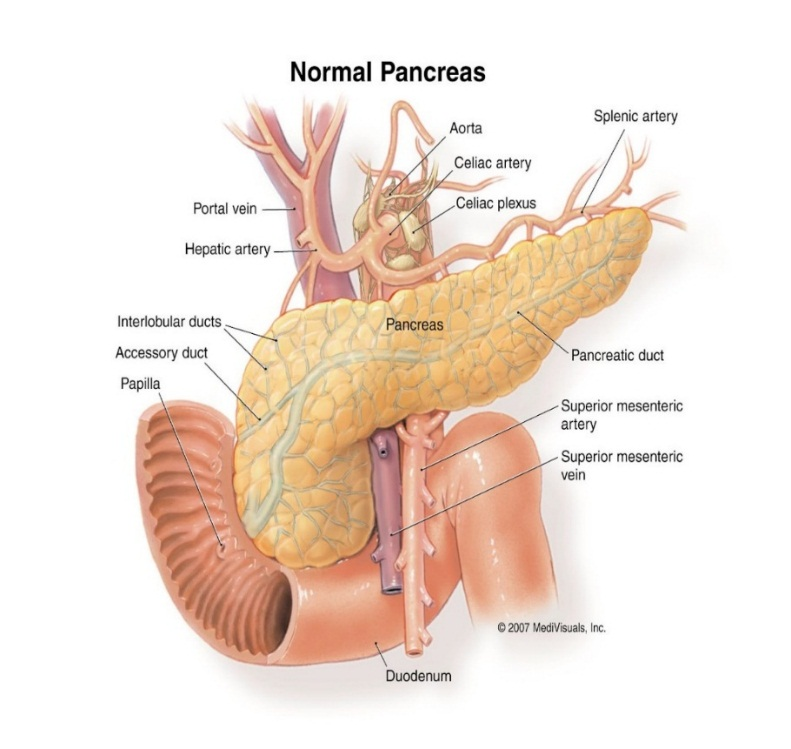 Normal Pancreas
Splenic artery
Aorta
Celiac artery
Celiac plexus
Portal vein
Hepatic artery
Interlobular ducts
Pancreas
Accessory duct
Pancreatic duct
Papilla
Superior mesenteric
artery
Superior mesenteric
vein
© 2007 MediVisuals, Inc.
Duodenum